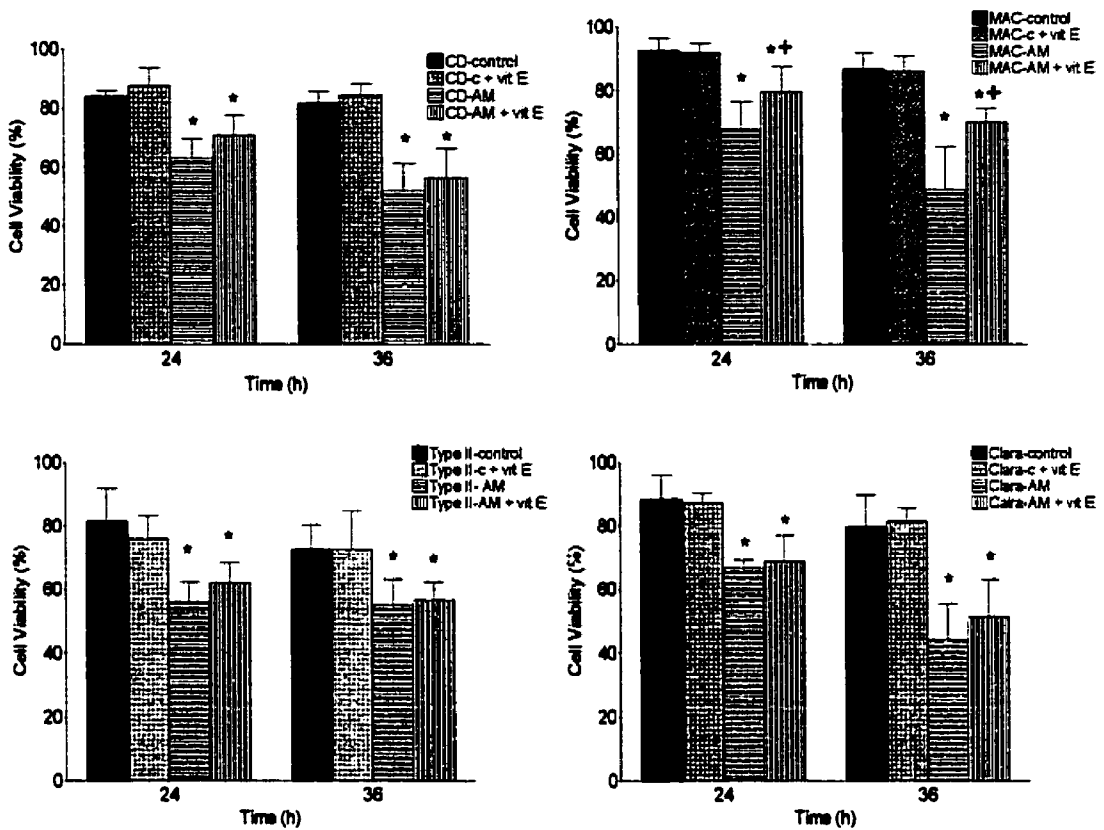 CD-control
CD-c + vit E
CD-AM
CD-AM + vit E
100
80
60
40
20
0
Cell Viability (%)
* * * *
24 36
Time (h)
MAC-control
MAC-c + vit E
MAC-AM
MAC-AM + vit E
100
80
60
40
20
0
Cell Viability (%)
* *+ * *+
24 36
Time (h)
Type II-control
Type II-c + vit E
Type II- AM
Type II-AM + vit E
100
80
60
40
20
0
Cell Viability (%)
* * * *
24 36
Time (h)
Clara-control
Clara-c + vit E
Clara-AM
Calra-AM + vit E
100
80
60
40
20
0
Cell Viability (%)
* * * *
24 36
Time (h)